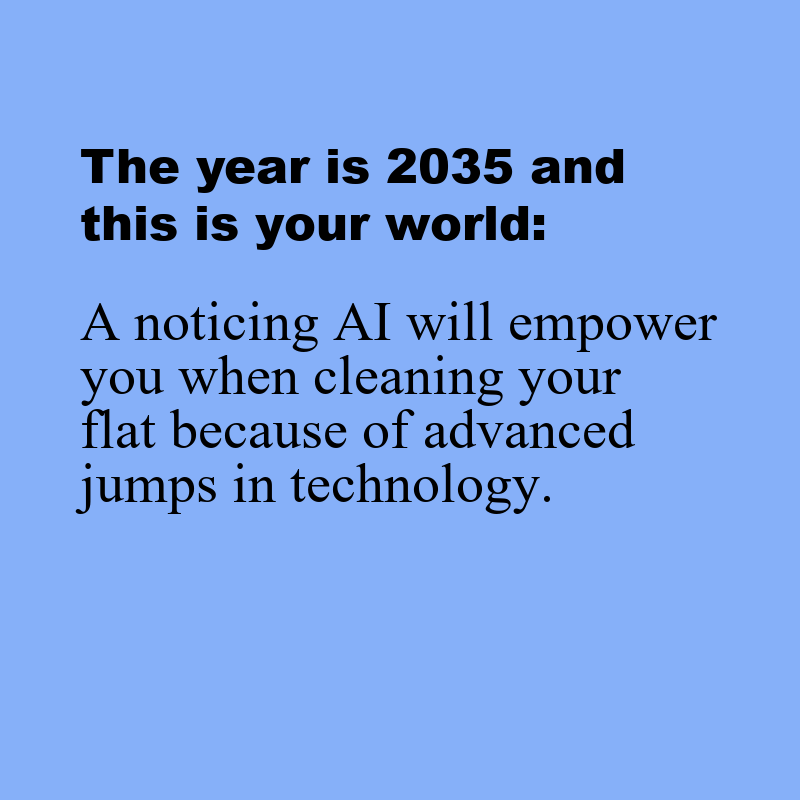 The year is 2035 and
this is your world:
A noticing AI will empower
you when cleaning your
flat because of advanced
jumps in technology.